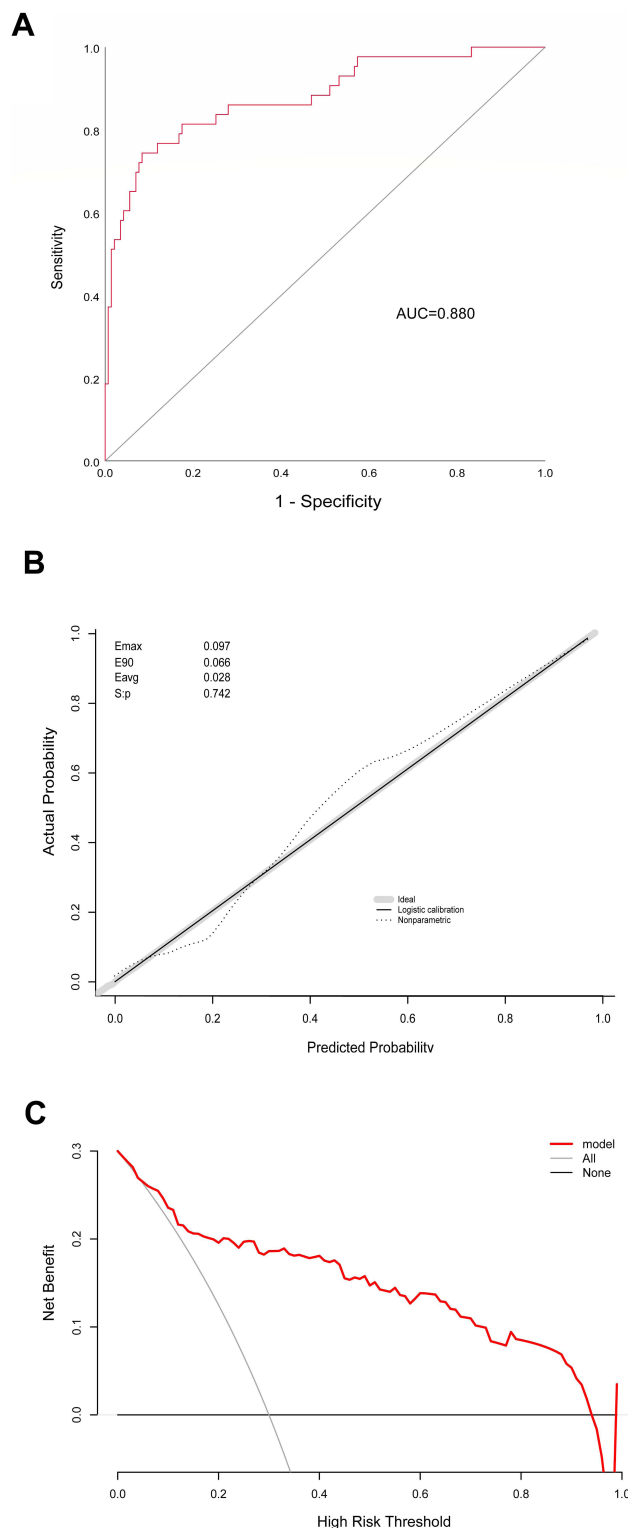 A
1.0
0.8
0.6
0.4
0.2
0.0
Sensitivity
AUC=0.880
0.0 0.2 0.4 0.6 0.8 1.0
1 - Specificity
B
Emax 0.097
E90 0.066
Eavg 0.028
S:p 0.742
1.0
0.8
0.6
0.4
0.2
0.0
Actual Probability
Ideal
Logistic calibration
Nonparametric
0.0 0.2 0.4 0.6 0.8 1.0
Predicted Probability
C
model
All
None
0.3
0.2
0.1
0.0
Net Benefit
0.0 0.2 0.4 0.6 0.8 1.0
High Risk Threshold